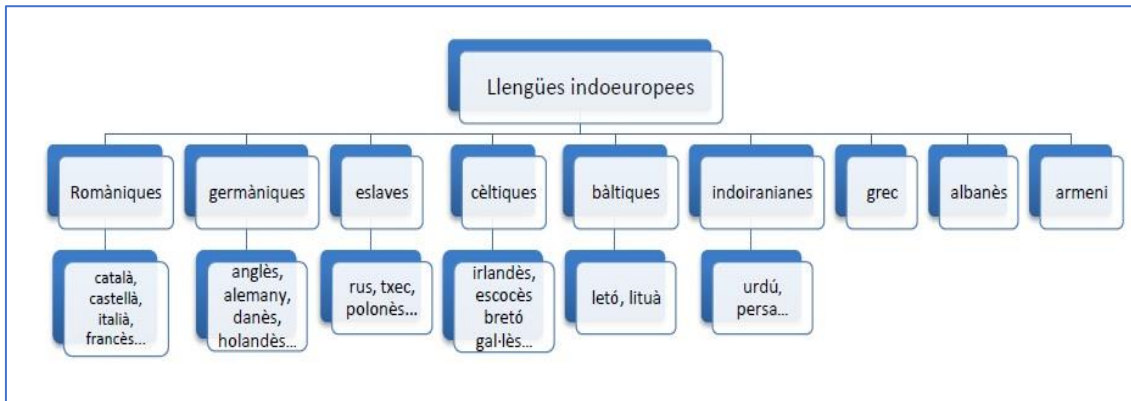 Llengües indoeuropees
Romàniques
germàniques
eslaves
cèltiques
bàltiques
indoiranianes
grec
albanès
armeni
català,
castellà,
italià,
francès...
anglès,
alemany,
danès,
holandès...
rus, txec,
polonès...
irlandès,
escocès
bretó
gal·lès...
letó, lituà
urdú,
persa...